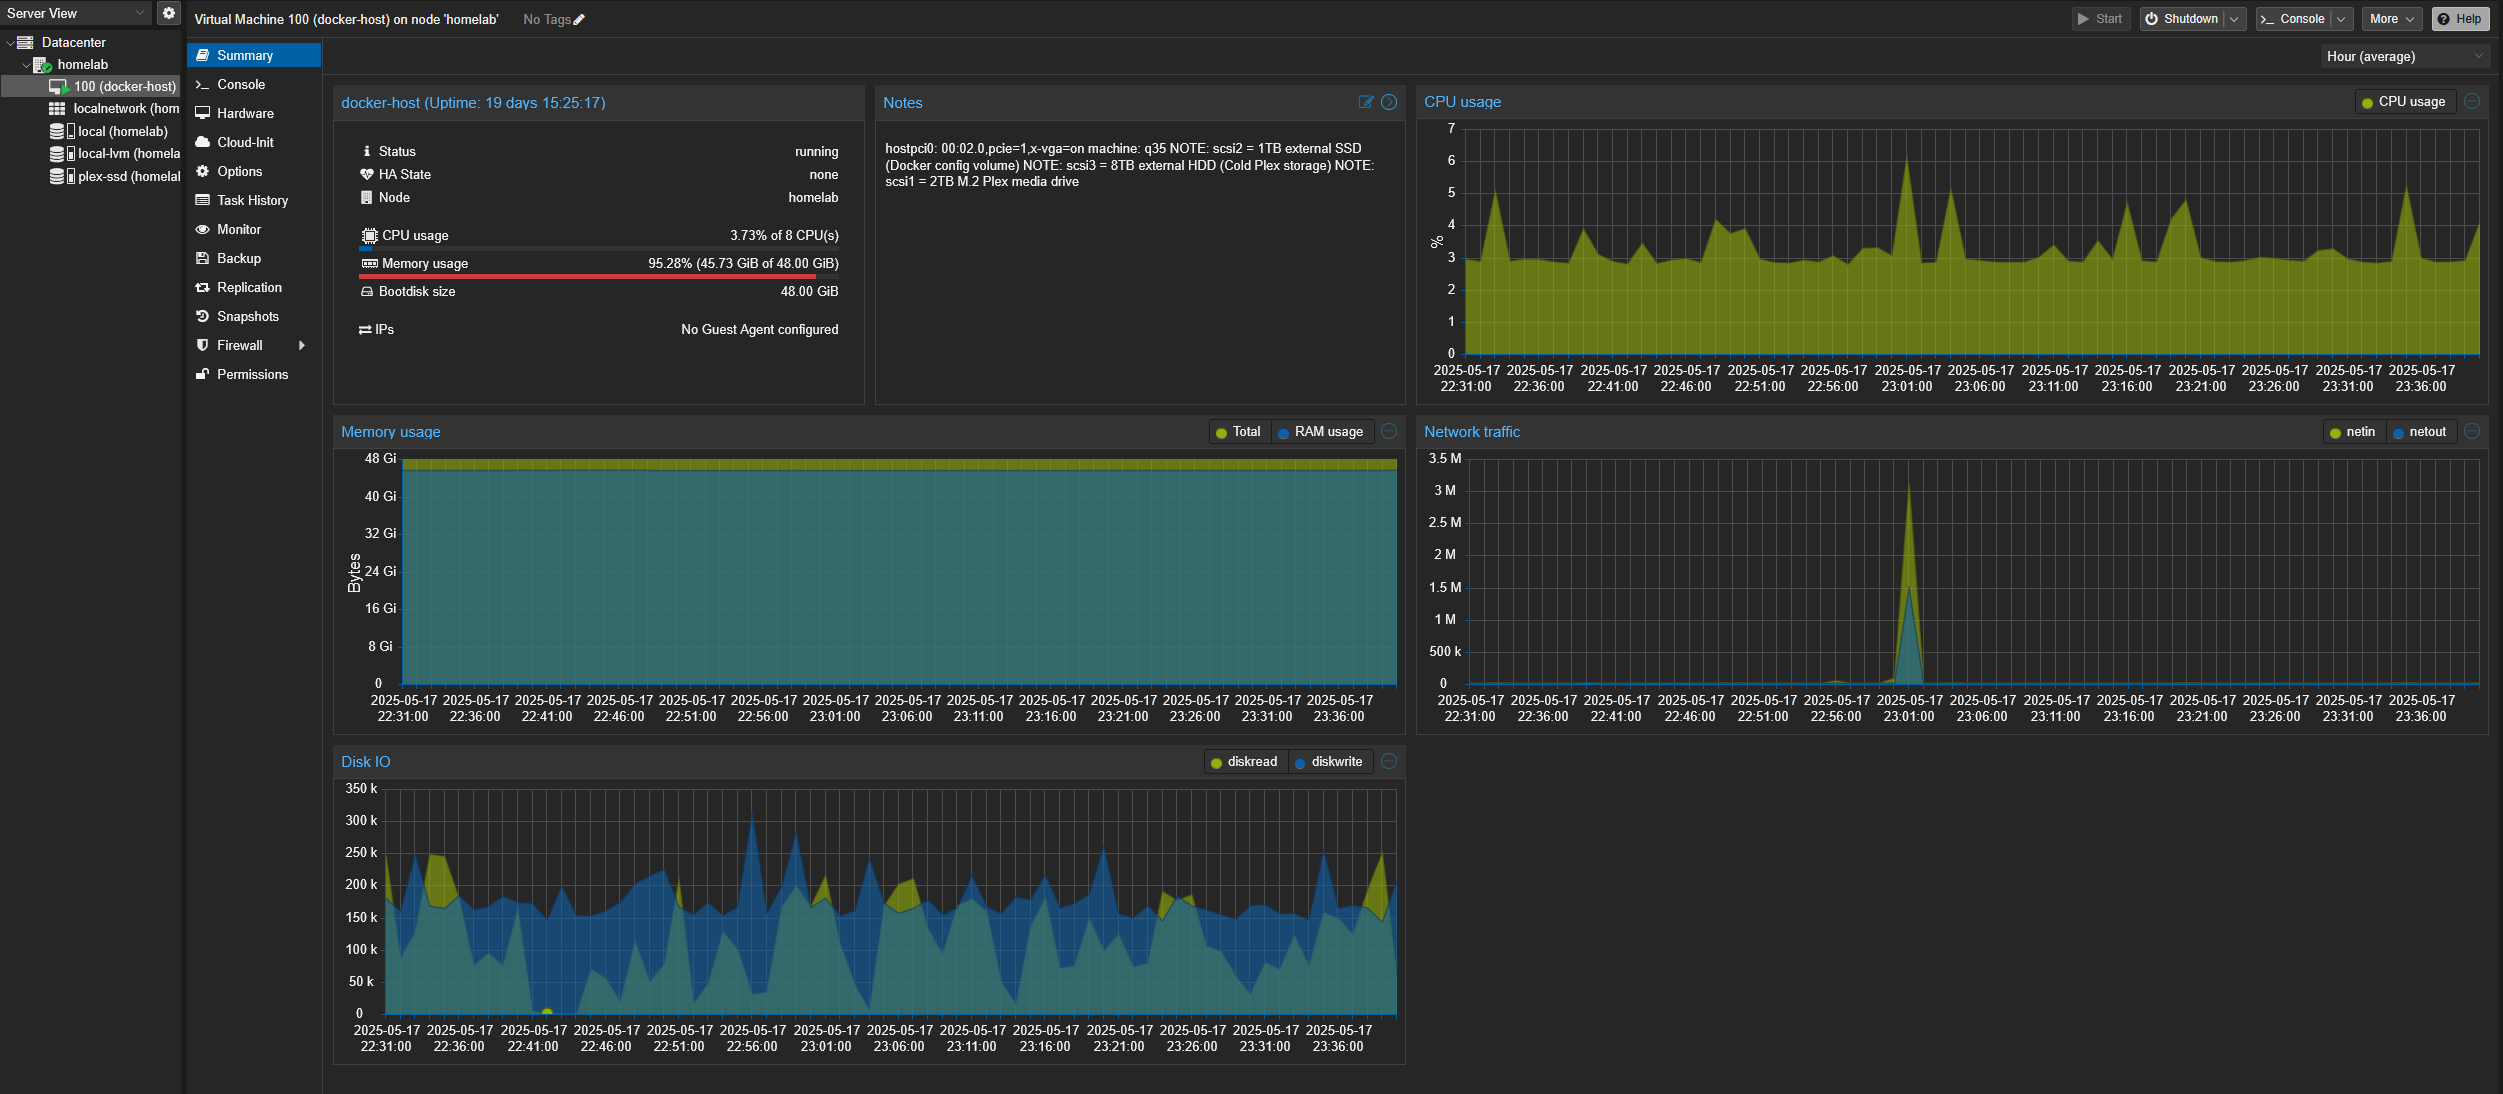 Server View
Virtual Machine 100 (docker-host) on node 'homelab'
No Tags
Start
Shutdown
Console
More
Help
Datacenter
homelab
100 (docker-host)
localnetwork (hom
local (homelab)
local-lvm (homela
plex-ssd (homelal
Summary
Console
Hardware
Cloud-Init
Options
Task History
Monitor
Backup
Replication
Snapshots
Firewall
Permissions
Hour (average)
docker-host (Uptime: 19 days 15:25:17)
Status running
HA State none
Node homelab
CPU usage 3.73% of 8 CPU(s)
Memory usage 95.28% (45.73 GiB of 48.00 GiB)
Bootdisk size 48.00 GiB
IPs No Guest Agent configured
Notes
hostpci0: 00:02.0,pcie=1,x-vga=on machine: q35 NOTE: scsi2 = 1TB external SSD
(Docker config volume) NOTE: scsi3 = 8TB external HDD (Cold Plex storage) NOTE:
scsi1 = 2TB M.2 Plex media drive
CPU usage
CPU usage
7
6
5
4
3
2
1
0
%
2025-05-17 2025-05-17 2025-05-17 2025-05-17 2025-05-17 2025-05-17 2025-05-17 2025-05-17 2025-05-17 2025-05-17 2025-05-17 2025-05-17 2025-05-17 2025-05-17
22:31:00 22:36:00 22:41:00 22:46:00 22:51:00 22:56:00 23:01:00 23:06:00 23:11:00 23:16:00 23:21:00 23:26:00 23:31:00 23:36:00
Memory usage
Total RAM usage
48 Gi
40 Gi
32 Gi
24 Gi
16 Gi
8 Gi
0
Bytes
2025-05-17 2025-05-17 2025-05-17 2025-05-17 2025-05-17 2025-05-17 2025-05-17 2025-05-17 2025-05-17 2025-05-17 2025-05-17 2025-05-17 2025-05-17 2025-05-17
22:31:00 22:36:00 22:41:00 22:46:00 22:51:00 22:56:00 23:01:00 23:06:00 23:11:00 23:16:00 23:21:00 23:26:00 23:31:00 23:36:00
Network traffic
netin netout
3.5 M
3 M
2.5 M
2 M
1.5 M
1 M
500 k
0
2025-05-17 2025-05-17 2025-05-17 2025-05-17 2025-05-17 2025-05-17 2025-05-17 2025-05-17 2025-05-17 2025-05-17 2025-05-17 2025-05-17 2025-05-17 2025-05-17
22:31:00 22:36:00 22:41:00 22:46:00 22:51:00 22:56:00 23:01:00 23:06:00 23:11:00 23:16:00 23:21:00 23:26:00 23:31:00 23:36:00
Disk IO
diskread diskwrite
350 k
300 k
250 k
200 k
150 k
100 k
50 k
0
2025-05-17 2025-05-17 2025-05-17 2025-05-17 2025-05-17 2025-05-17 2025-05-17 2025-05-17 2025-05-17 2025-05-17 2025-05-17 2025-05-17 2025-05-17 2025-05-17
22:31:00 22:36:00 22:41:00 22:46:00 22:51:00 22:56:00 23:01:00 23:06:00 23:11:00 23:16:00 23:21:00 23:26:00 23:31:00 23:36:00